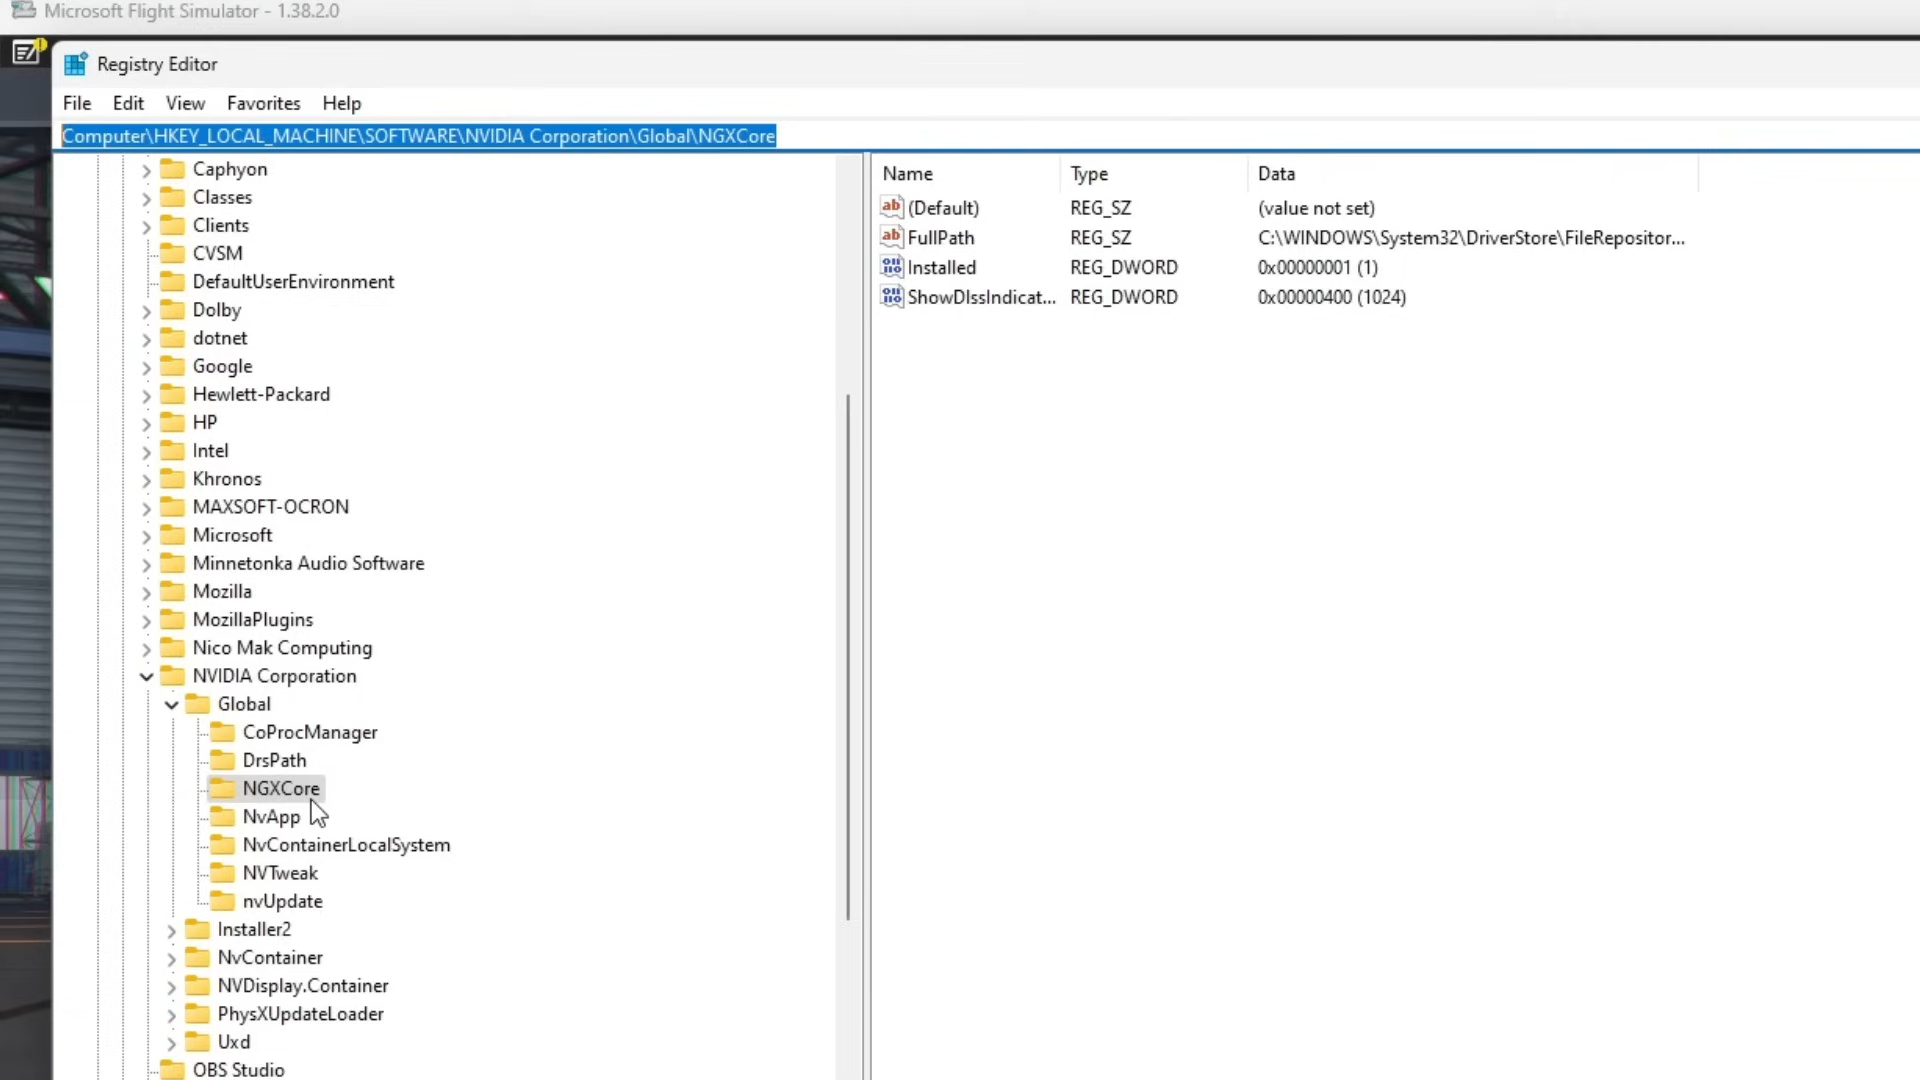 Microsoft Flight Simulator - 1.38.2.0
Registry Editor
File Edit View Favorites Help
Computer\HKEY_LOCAL_MACHINE\SOFTWARE\NVIDIA Corporation\Global\NGXCore
Caphyon
Classes
Clients
CVSM
DefaultUserEnvironment
Dolby
dotnet
Google
Hewlett-Packard
HP
Intel
Khronos
MAXSOFT-OCRON
Microsoft
Minnetonka Audio Software
Mozilla
MozillaPlugins
Nico Mak Computing
NVIDIA Corporation
Global
CoProcManager
DrsPath
NGXCore
NvApp
NvContainerLocalSystem
NVTweak
nvUpdate
Installer2
NvContainer
NVDisplay.Container
PhysXUpdateLoader
Uxd
OBS Studio
Name Type Data
(Default) REG_SZ (value not set)
FullPath REG_SZ C:\WINDOWS\System32\DriverStore\FileRepositor...
Installed REG_DWORD 0x00000001 (1)
ShowDlssIndicat... REG_DWORD 0x00000400 (1024)